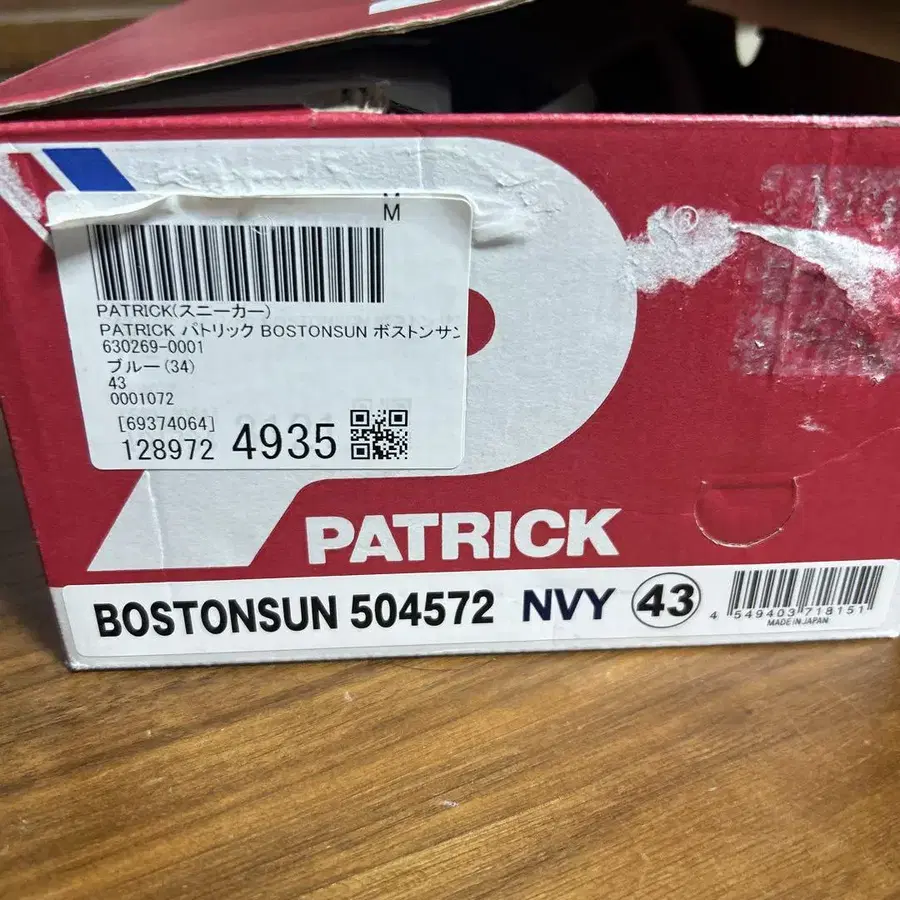 M
PATRICK(スニーカー)
PATRICK パトリック BOSTONSUN ボストンサン
630269-0001
ブルー(34)
43
0001072
[69374064]
128972 4935
®
PATRICK
BOSTONSUN 504572 NVY 43
4 549403 718151
MADE IN JAPAN